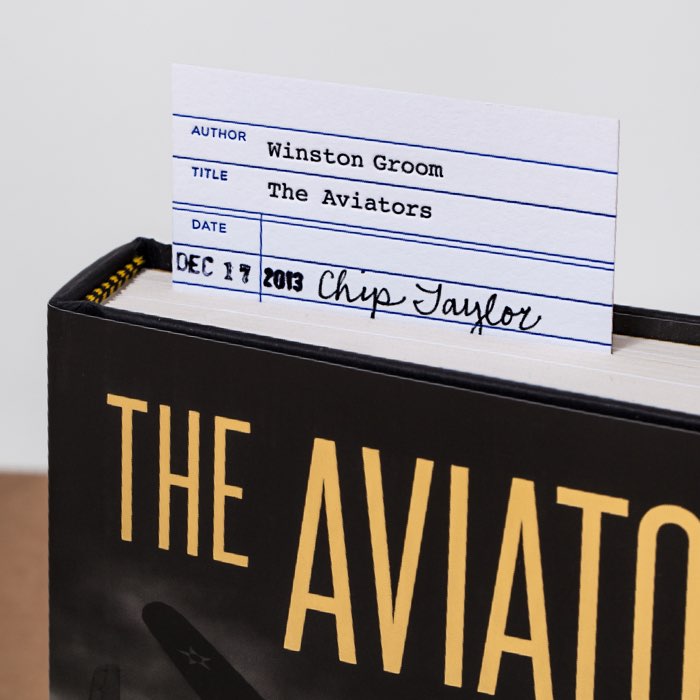 AUTHOR Winston Groom
TITLE The Aviators
DATE
DEC 17 2013 Chip Taylor
THE AVIATO